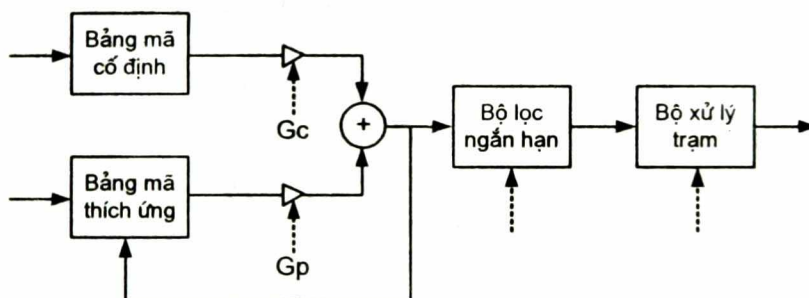 Bảng mã
cố định
Gc
+
Bộ lọc
ngắn hạn
Bộ xử lý
trạm
Bảng mã
thích ứng
Gp